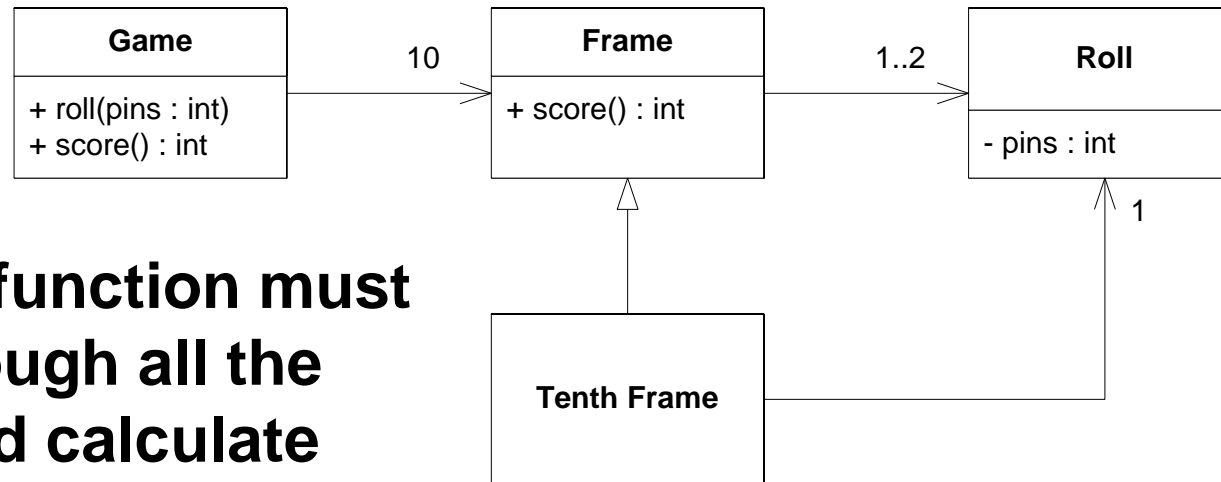 Game
+ roll(pins : int)
+ score() : int
10
Frame
+ score() : int
1..2
Roll
- pins : int
1
function must
ough all the
d calculate
Tenth Frame